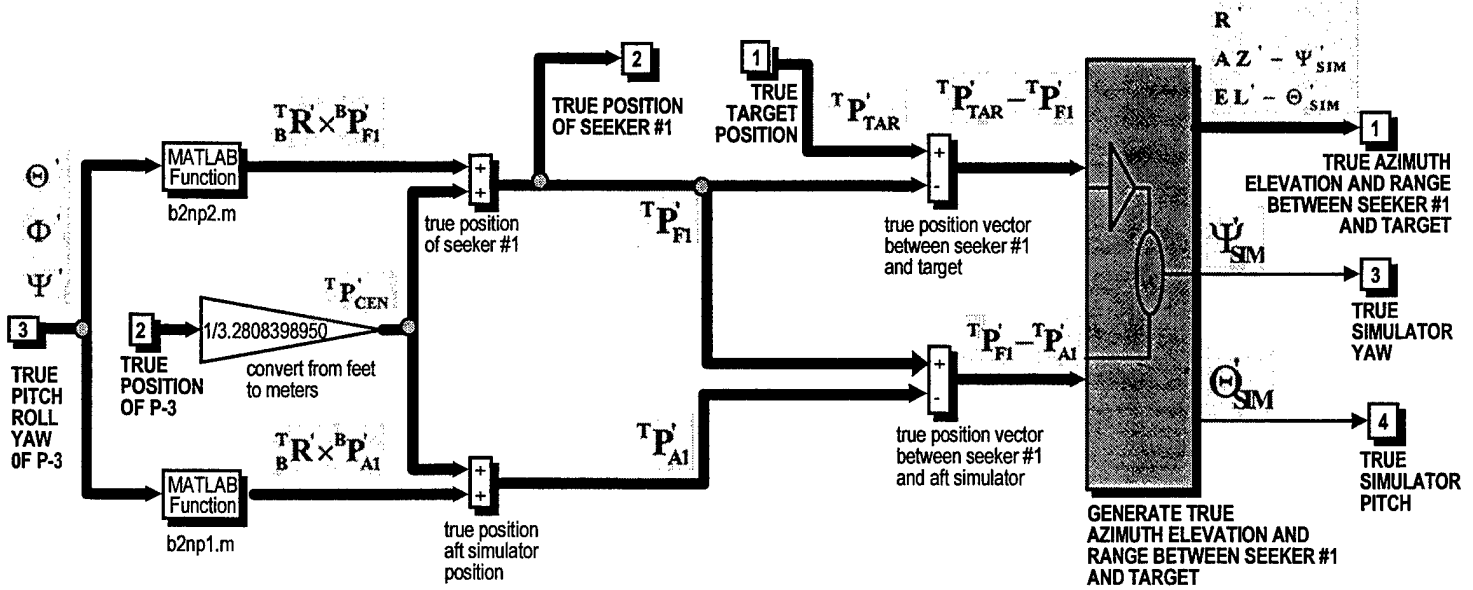 R'
AZ' - Ψ'SIM
EL' - Θ'SIM
2
TRUE POSITION
OF SEEKER #1
1
TRUE
TARGET
POSITION
TP'TAR
TP'TAR - TP'F1
1
TRUE AZIMUTH
ELEVATION AND RANGE
BETWEEN SEEKER #1
AND TARGET
Θ'
Φ'
Ψ'
3
TRUE
PITCH
ROLL
YAW
OF P-3
MATLAB
Function
b2np2.m
TBR' × BP'F1
+
+
true position
of seeker #1
TP'F1
+
-
true position vector
between seeker #1
and target
2
TRUE
POSITION
OF P-3
1/3.2808398950
convert from feet
to meters
TP'CEN
Ψ'SIM
3
TRUE
SIMULATOR
YAW
MATLAB
Function
b2np1.m
TBR' × BP'A1
+
+
true position
aft simulator
position
TP'A1
TP'F1 - TP'A1
+
-
true position vector
between seeker #1
and aft simulator
Θ'SIM
4
TRUE
SIMULATOR
PITCH
GENERATE TRUE
AZIMUTH ELEVATION AND
RANGE BETWEEN SEEKER #1
AND TARGET